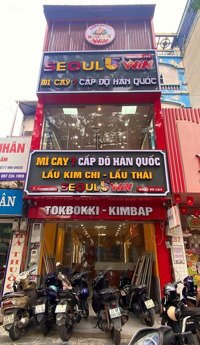 SEOUL WIN
MÌ CAY 7 CẤP ĐỘ HÀN QUỐC
MÌ CAY 7 CẤP ĐỘ HÀN QUỐC
LẨU KIM CHI - LẨU THÁI
SEOUL WIN
TOKBOKKI - KIMBAP